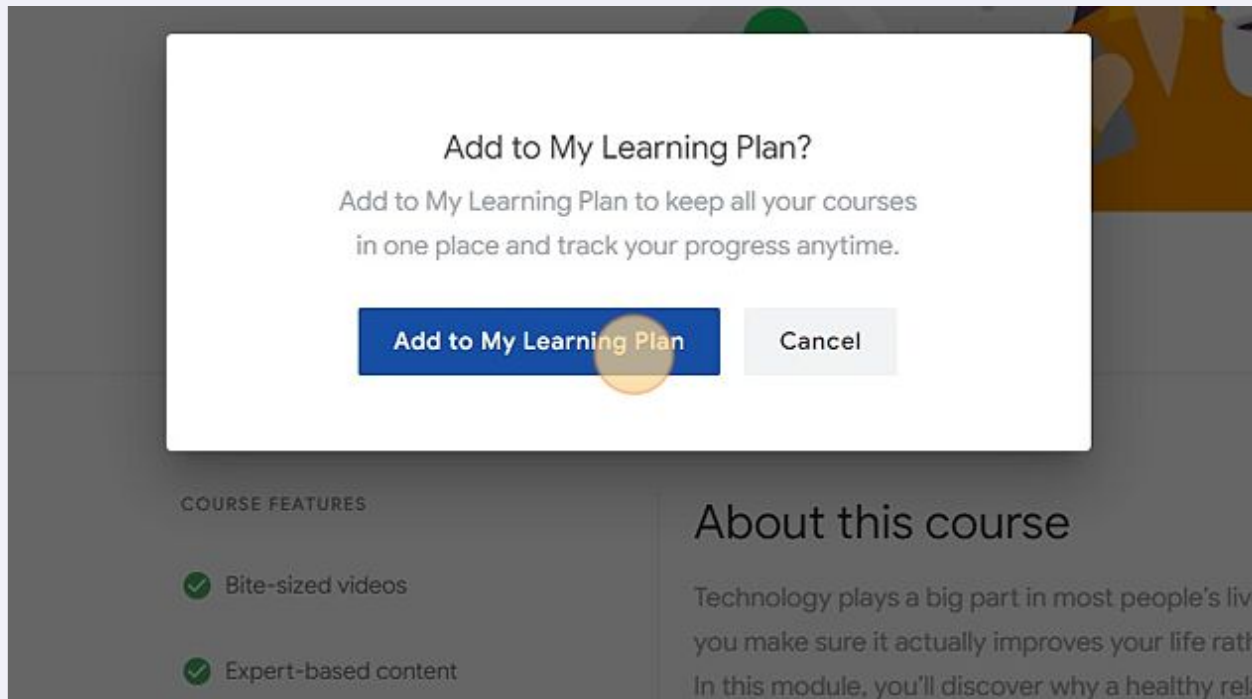 Add to My Learning Plan?
Add to My Learning Plan to keep all your courses
in one place and track your progress anytime.
Add to My Learning Plan
Cancel
COURSE FEATURES
Bite-sized videos
Expert-based content
About this course
Technology plays a big part in most people's
you make sure it actually improves your life
In this module, you'll discover why a healthy